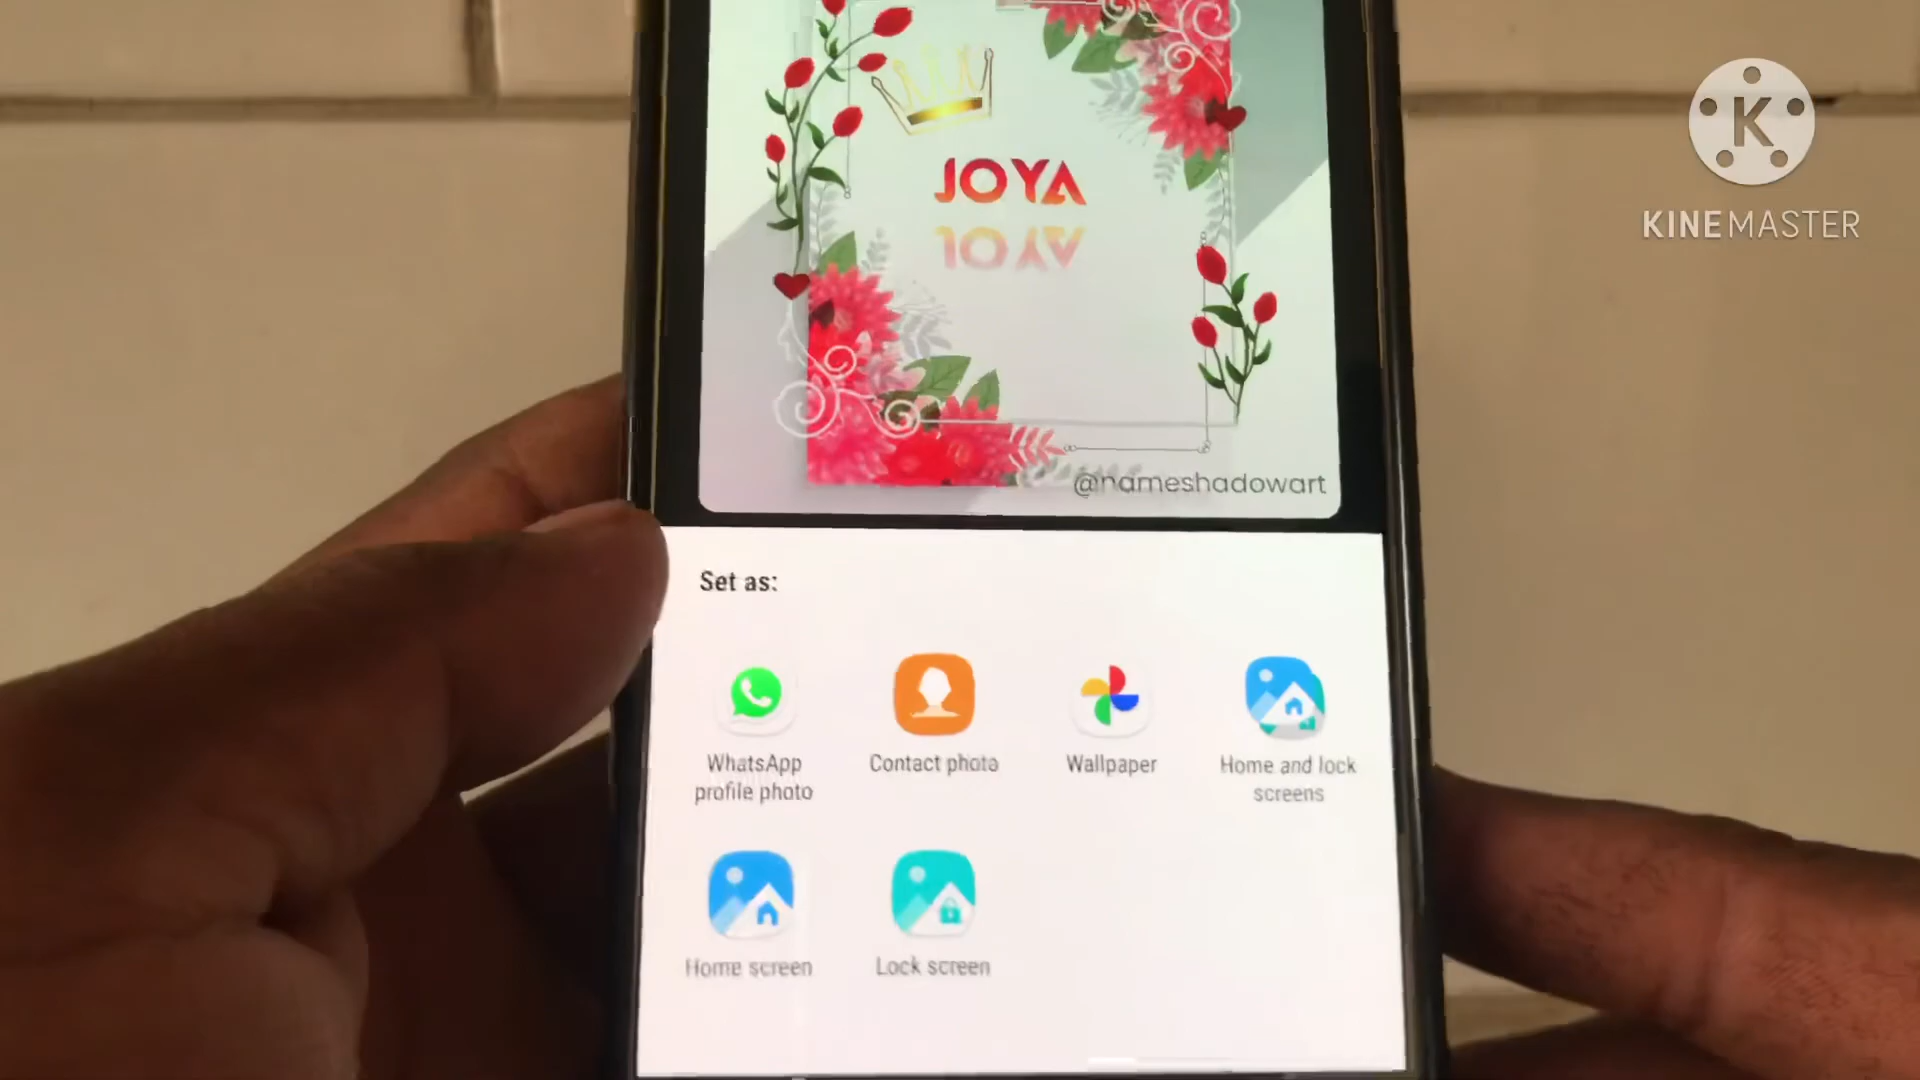 K
KINEMASTER
JOYA
JOYA
@nameshadowart
Set as:
WhatsApp
profile photo
Contact photo
Wallpaper
Home and lock
screens
Home screen
Lock screen